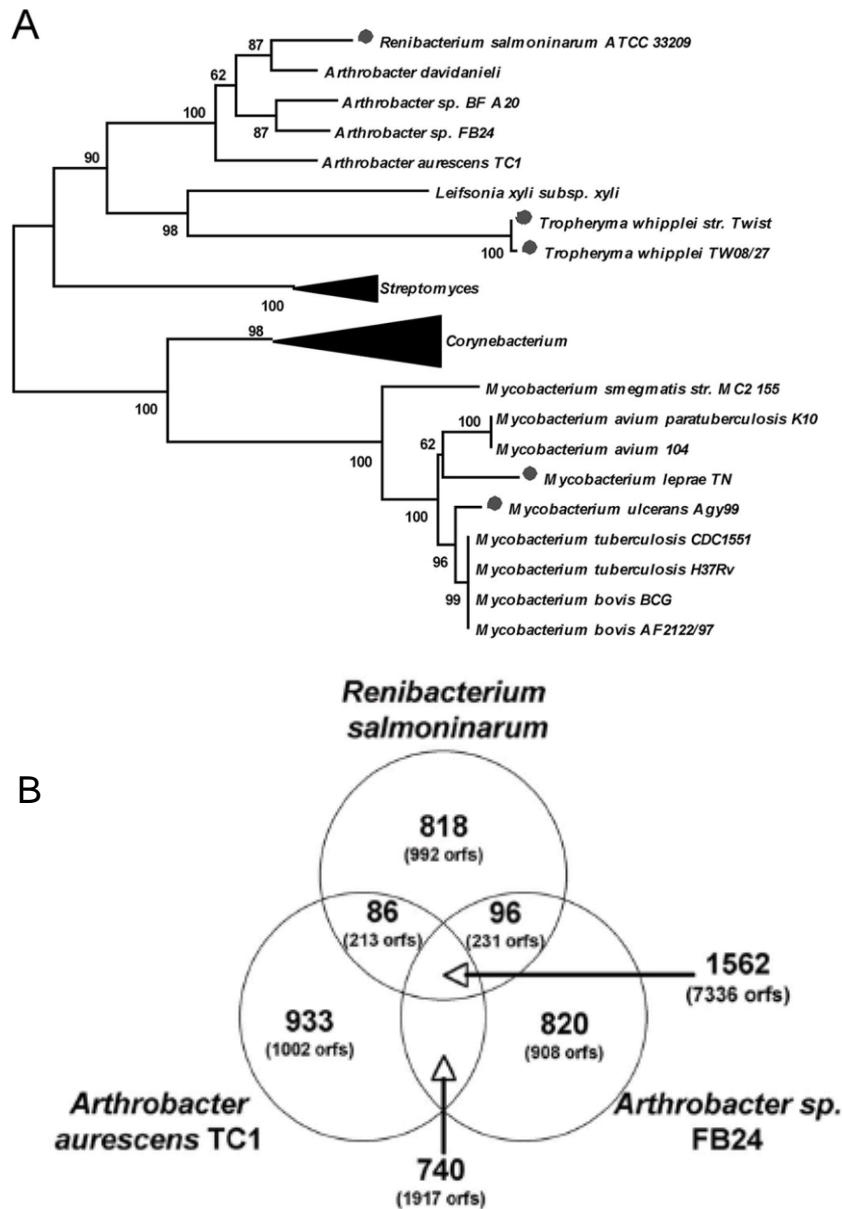 A
87
Renibacterium salmoninarum ATCC 33209
62
Arthrobacter davidanieli
100
Arthrobacter sp. BF A20
87
Arthrobacter sp. FB24
90
Arthrobacter aurescens TC1
Leifsonia xyli subsp. xyli
98
Tropheryma whipplei str. Twist
100
Tropheryma whipplei TW08/27
Streptomyces
100
98
Corynebacterium
100
Mycobacterium smegmatis str. MC2 155
100
Mycobacterium avium paratuberculosis K10
62
Mycobacterium avium 104
100
Mycobacterium leprae TN
100
Mycobacterium ulcerans Agy99
Mycobacterium tuberculosis CDC1551
96
Mycobacterium tuberculosis H37Rv
99
Mycobacterium bovis BCG
Mycobacterium bovis AF2122/97
Renibacterium
salmoninarum
B
818
(992 orfs)
86
(213 orfs)
96
(231 orfs)
1562
(7336 orfs)
933
(1002 orfs)
820
(908 orfs)
Arthrobacter
aurescens TC1
Arthrobacter sp.
FB24
740
(1917 orfs)